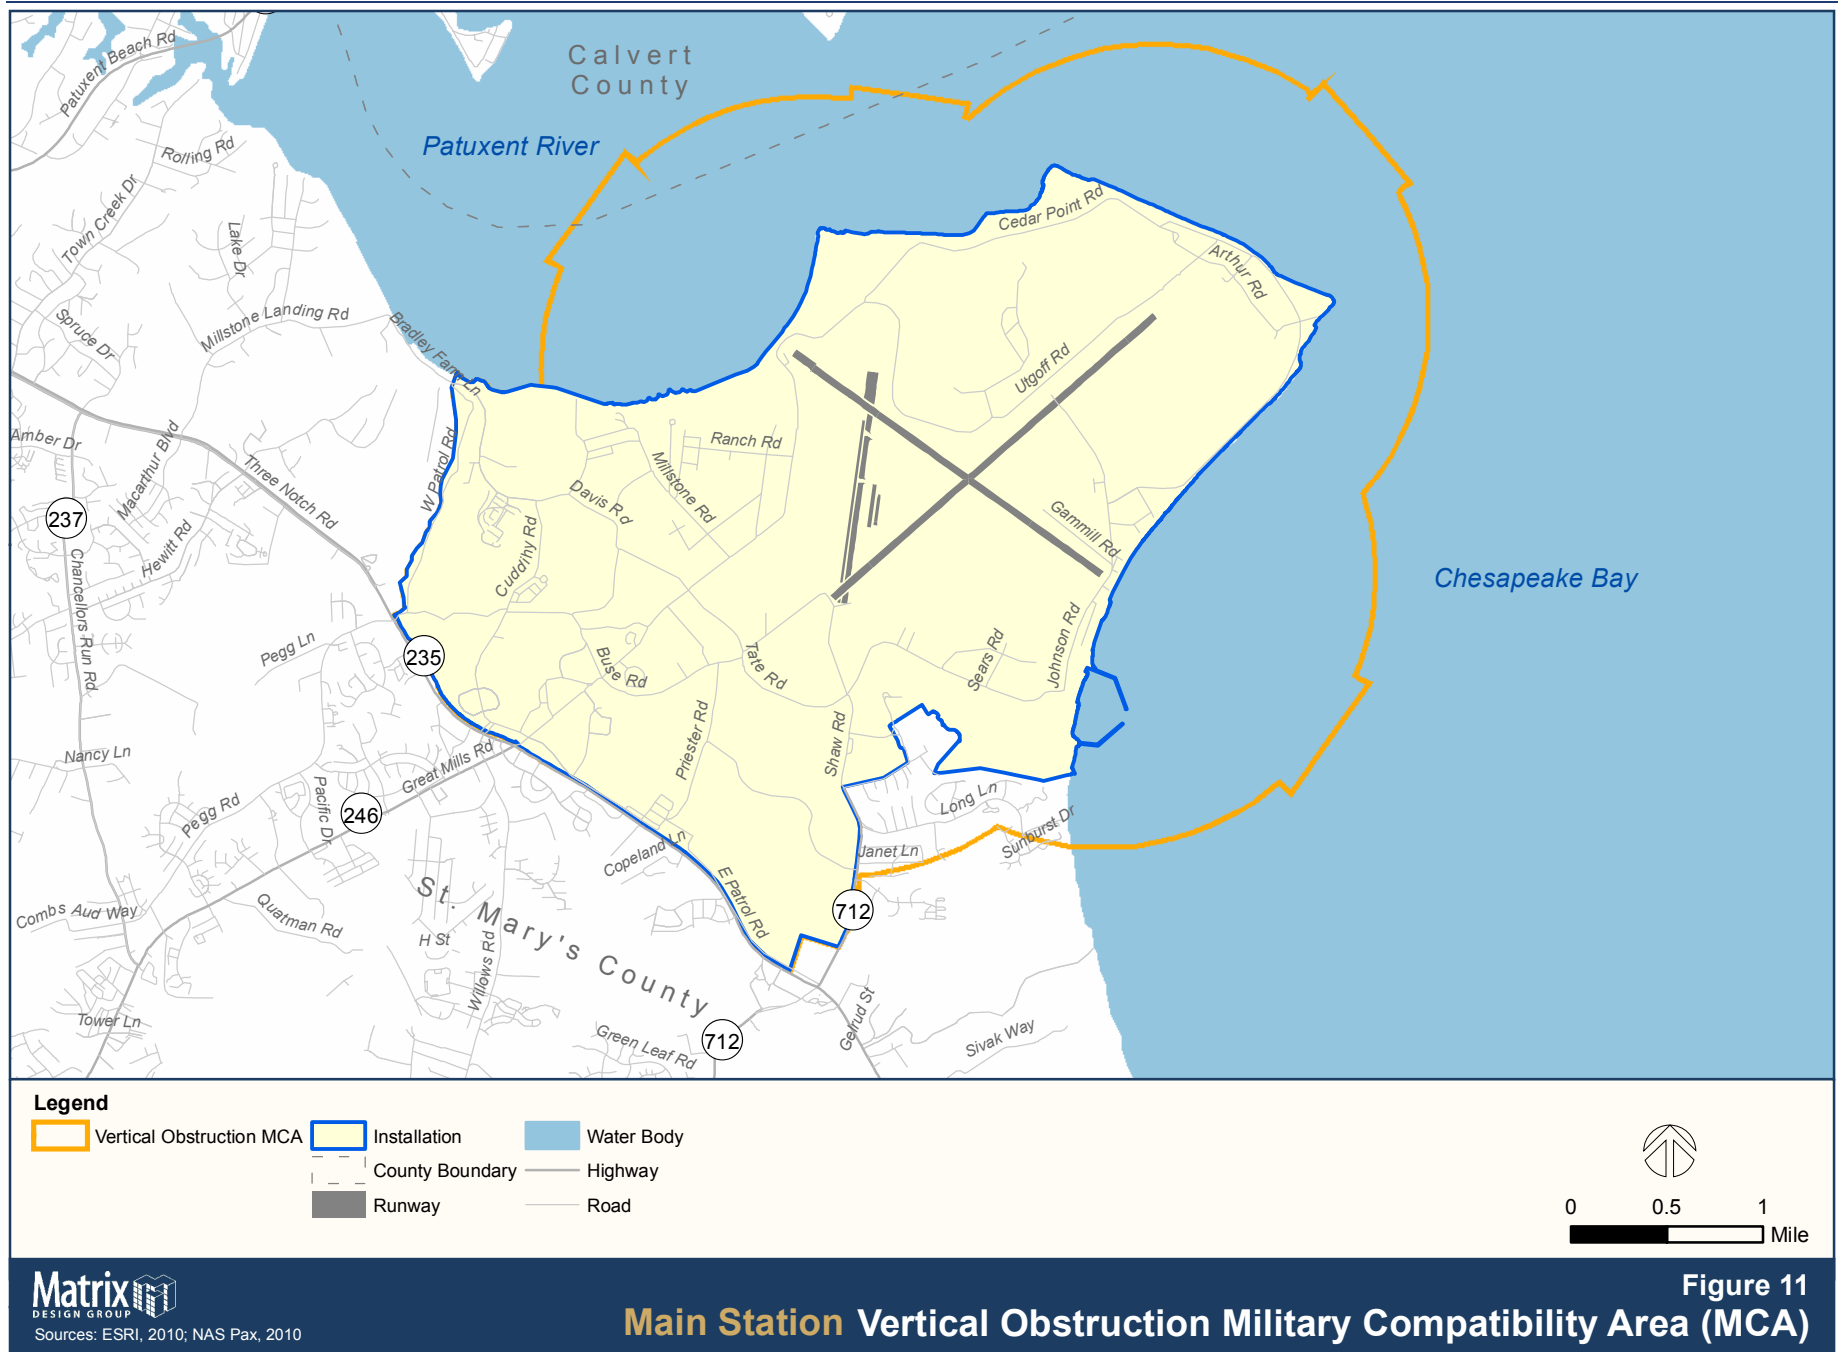 Calvert
County
Patuxent Beach Rd
Patuxent River
Rolling Rd
Town Creek Dr
Lake Dr
Cedar Point Rd
Arthur Rd
Spruce Dr
Millstone Landing Rd
Bradley Farm Ln
Utgoff Rd
Amber Dr
Macarthur Blvd
Three Notch Rd
W Patrol Rd
Ranch Rd
Millstone Rd
Davis Rd
237
Hewitt Rd
Cuddihy Rd
Gammill Rd
Chesapeake Bay
Chancellors Run Rd
Pegg Ln
235
Buse Rd
Tate Rd
Sears Rd
Johnson Rd
Priester Rd
Shaw Rd
Nancy Ln
Great Mills Rd
Pegg Rd
Pacific Dr
246
Long Ln
Sunburst Dr
Copeland Ln
Janet Ln
E Patrol Rd
712
Combs Aud Way
Quatman Rd
H St
Willows Rd
St. Mary's County
Tower Ln
Green Leaf Rd
712
Gelrud St
Sivak Way
Legend
Vertical Obstruction MCA
Installation
Water Body
County Boundary
Highway
Runway
Road
0 0.5 1
Mile
Matrix
DESIGN GROUP
Sources: ESRI, 2010; NAS Pax, 2010
Figure 11
Main Station Vertical Obstruction Military Compatibility Area (MCA)